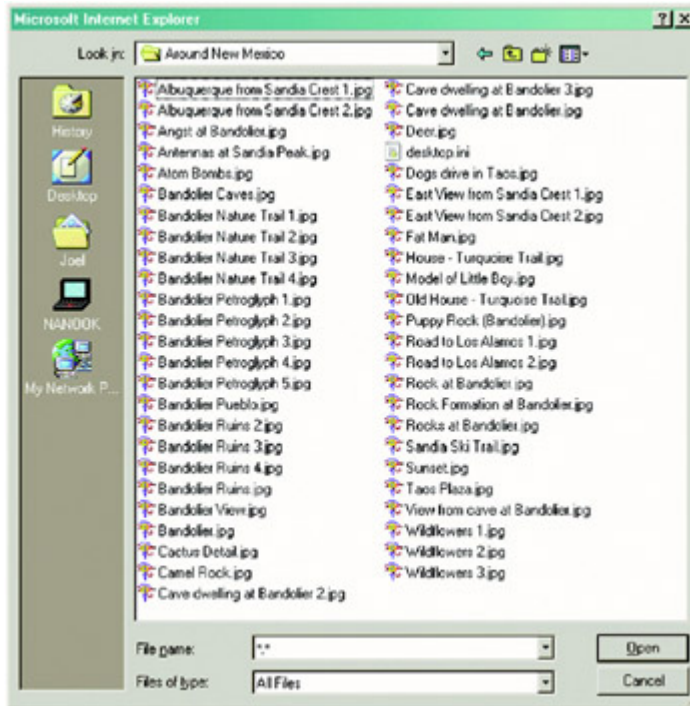 Microsoft Internet Explorer
Look in: Around New Mexico
History
Desktop
Joel
NANOOK
My Network P...
Albuquerque from Sandia Crest 1.jpg
Albuquerque from Sandia Crest 2.jpg
Angst at Bandolier.jpg
Antennas at Sandia Peak.jpg
Atom Bombs.jpg
Bandolier Caves.jpg
Bandolier Nature Trail 1.jpg
Bandolier Nature Trail 2.jpg
Bandolier Nature Trail 3.jpg
Bandolier Nature Trail 4.jpg
Bandolier Petroglyph 1.jpg
Bandolier Petroglyph 2.jpg
Bandolier Petroglyph 3.jpg
Bandolier Petroglyph 4.jpg
Bandolier Petroglyph 5.jpg
Bandolier Pueblo.jpg
Bandolier Ruins 2.jpg
Bandolier Ruins 3.jpg
Bandolier Ruins 4.jpg
Bandolier Ruins.jpg
Bandolier View.jpg
Bandolier.jpg
Cactus Detail.jpg
Camel Rock.jpg
Cave dwelling at Bandolier 2.jpg
Cave dwelling at Bandolier 3.jpg
Cave dwelling at Bandolier.jpg
Deer.jpg
desktop.ini
Dogs drive in Taos.jpg
East View from Sandia Crest 1.jpg
East View from Sandia Crest 2.jpg
Fat Man.jpg
House - Turquoise Trail.jpg
Model of Little Boy.jpg
Old House - Turquoise Trail.jpg
Puppy Rock (Bandolier).jpg
Road to Los Alamos 1.jpg
Road to Los Alamos 2.jpg
Rock at Bandolier.jpg
Rock Formation at Bandolier.jpg
Rocks at Bandolier.jpg
Sandia Ski Trail.jpg
Sunset.jpg
Taos Plaza.jpg
View from cave at Bandolier.jpg
Wildflowers 1.jpg
Wildflowers 2.jpg
Wildflowers 3.jpg
File name: *.* Open
Files of type: All Files Cancel